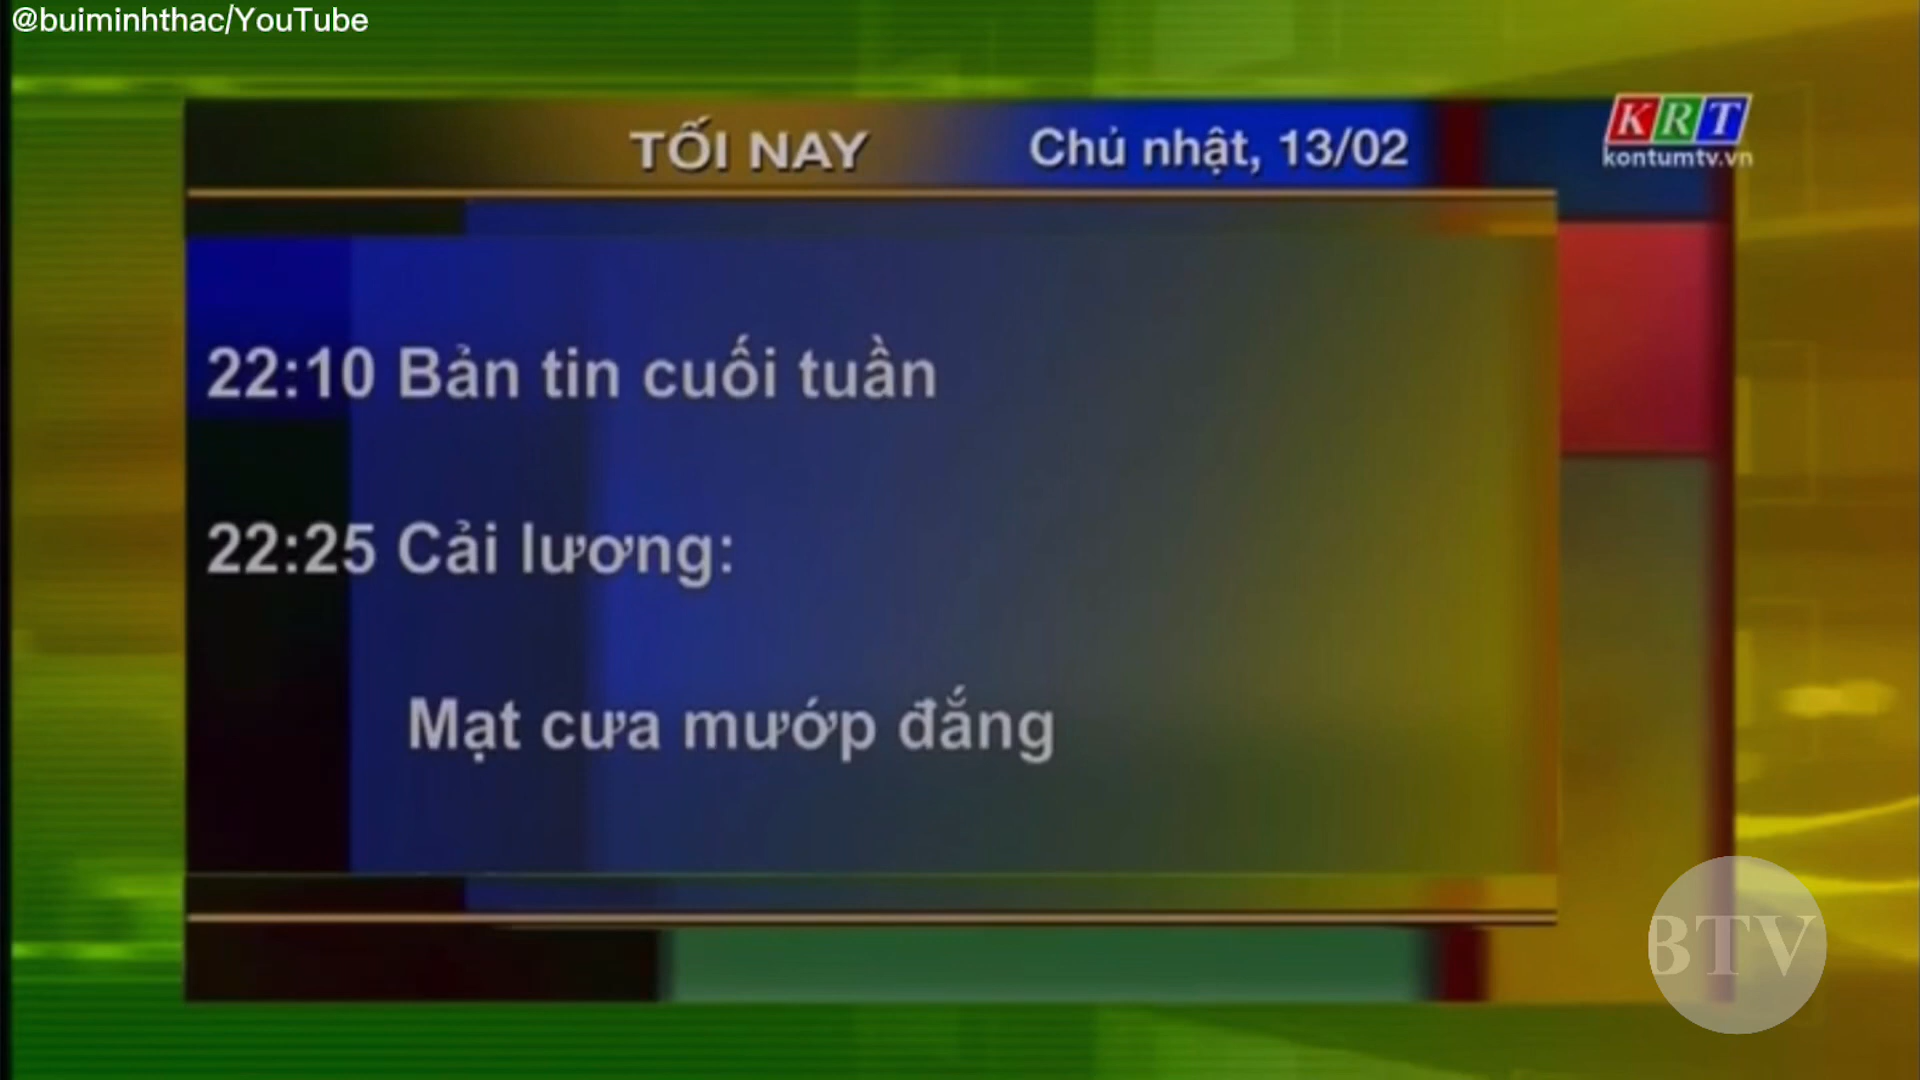 @buiminhthac/YouTube
TỐI NAY Chủ nhật, 13/02
KRT
kontumtv.vn
22:10 Bản tin cuối tuần
22:25 Cải lương:
Mạt cưa mướp đắng
BTV